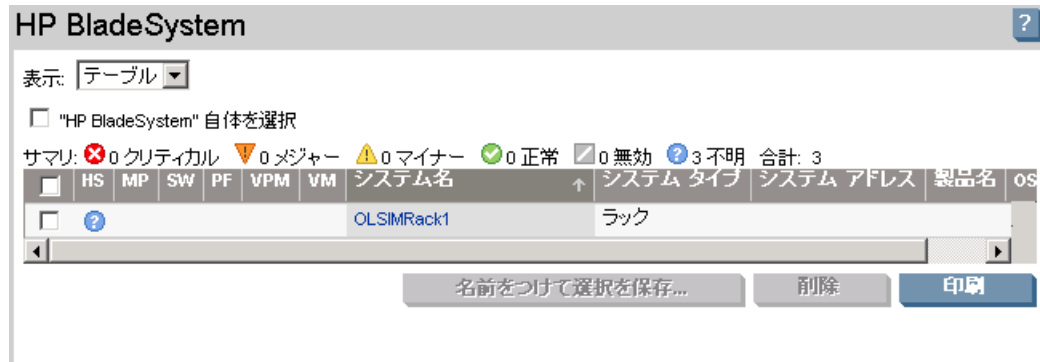 HP BladeSystem
?
表示: テーブル
"HP BladeSystem" 自体を選択
サマリ: 0 クリティカル 0 メジャー 0 マイナー 0 正常 0 無効 ? 3 不明 合計: 3
HS MP SW PF VPM VM システム名 ↑ システム タイプ システム アドレス 製品名 OS
? OLSIMRack1 ラック
名前をつけて選択を保存... 削除 印刷